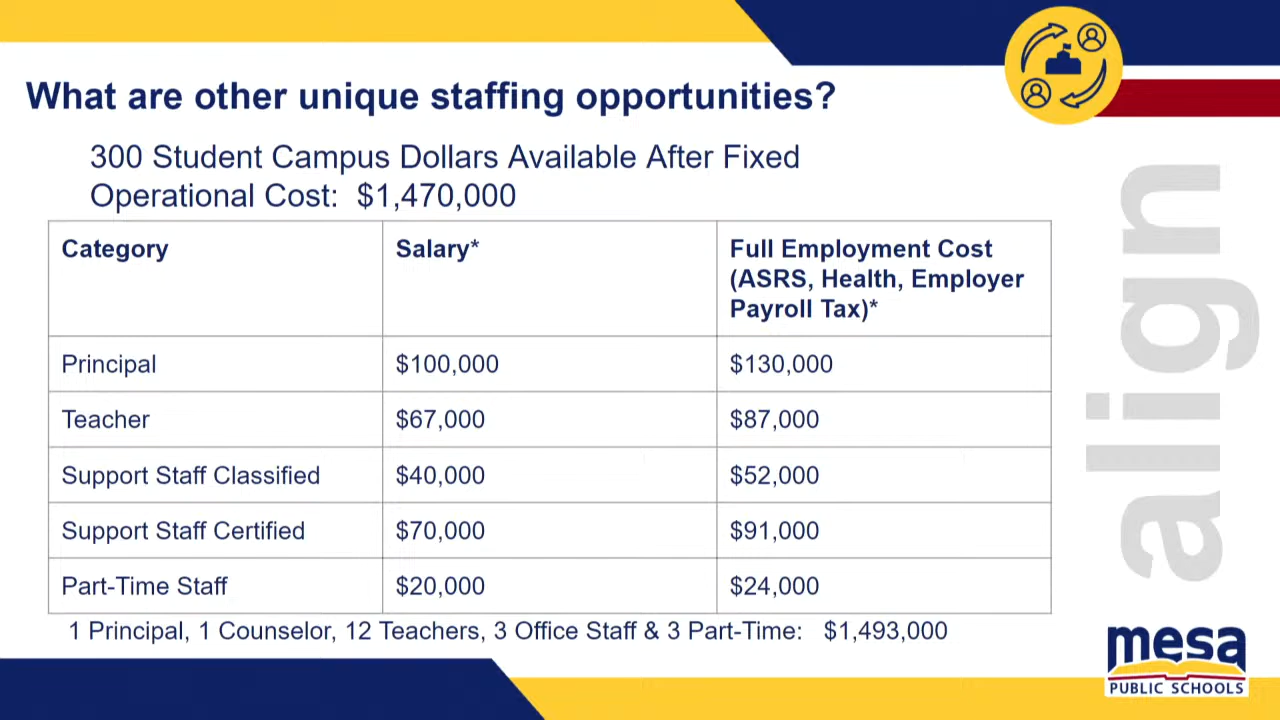 What are other unique staffing opportunities?
300 Student Campus Dollars Available After Fixed
Operational Cost: $1,470,000
Category Salary* Full Employment Cost
(ASRS, Health, Employer
Payroll Tax)*
Principal $100,000 $130,000
Teacher $67,000 $87,000
Support Staff Classified $40,000 $52,000
Support Staff Certified $70,000 $91,000
Part-Time Staff $20,000 $24,000
1 Principal, 1 Counselor, 12 Teachers, 3 Office Staff & 3 Part-Time: $1,493,000
align
mesa
PUBLIC SCHOOLS